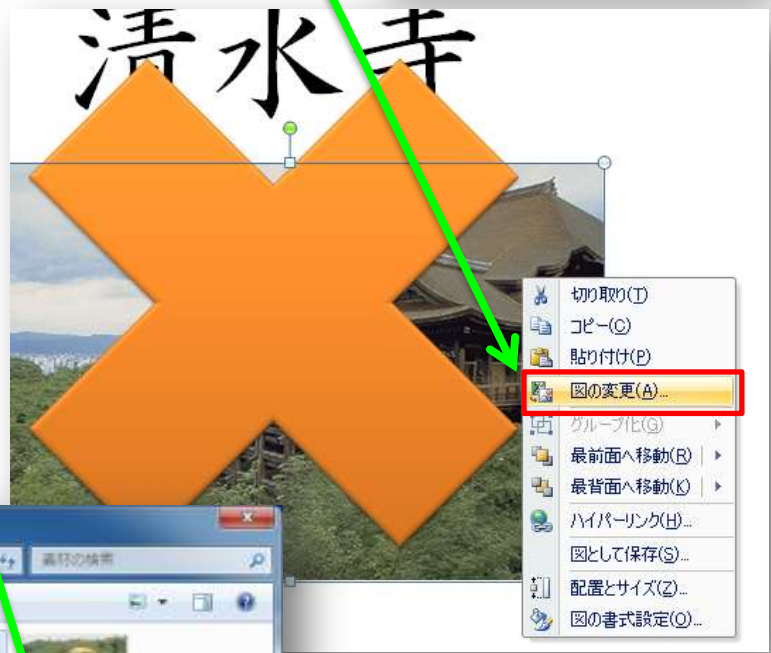 清水寺
切り取り(T)
コピー(C)
貼り付け(P)
図の変更(A)...
グループ化(G)
最前面へ移動(R)
最背面へ移動(K)
ハイパーリンク(H)...
図として保存(S)...
配置とサイズ(Z)...
図の書式設定(O)...
素材の検索